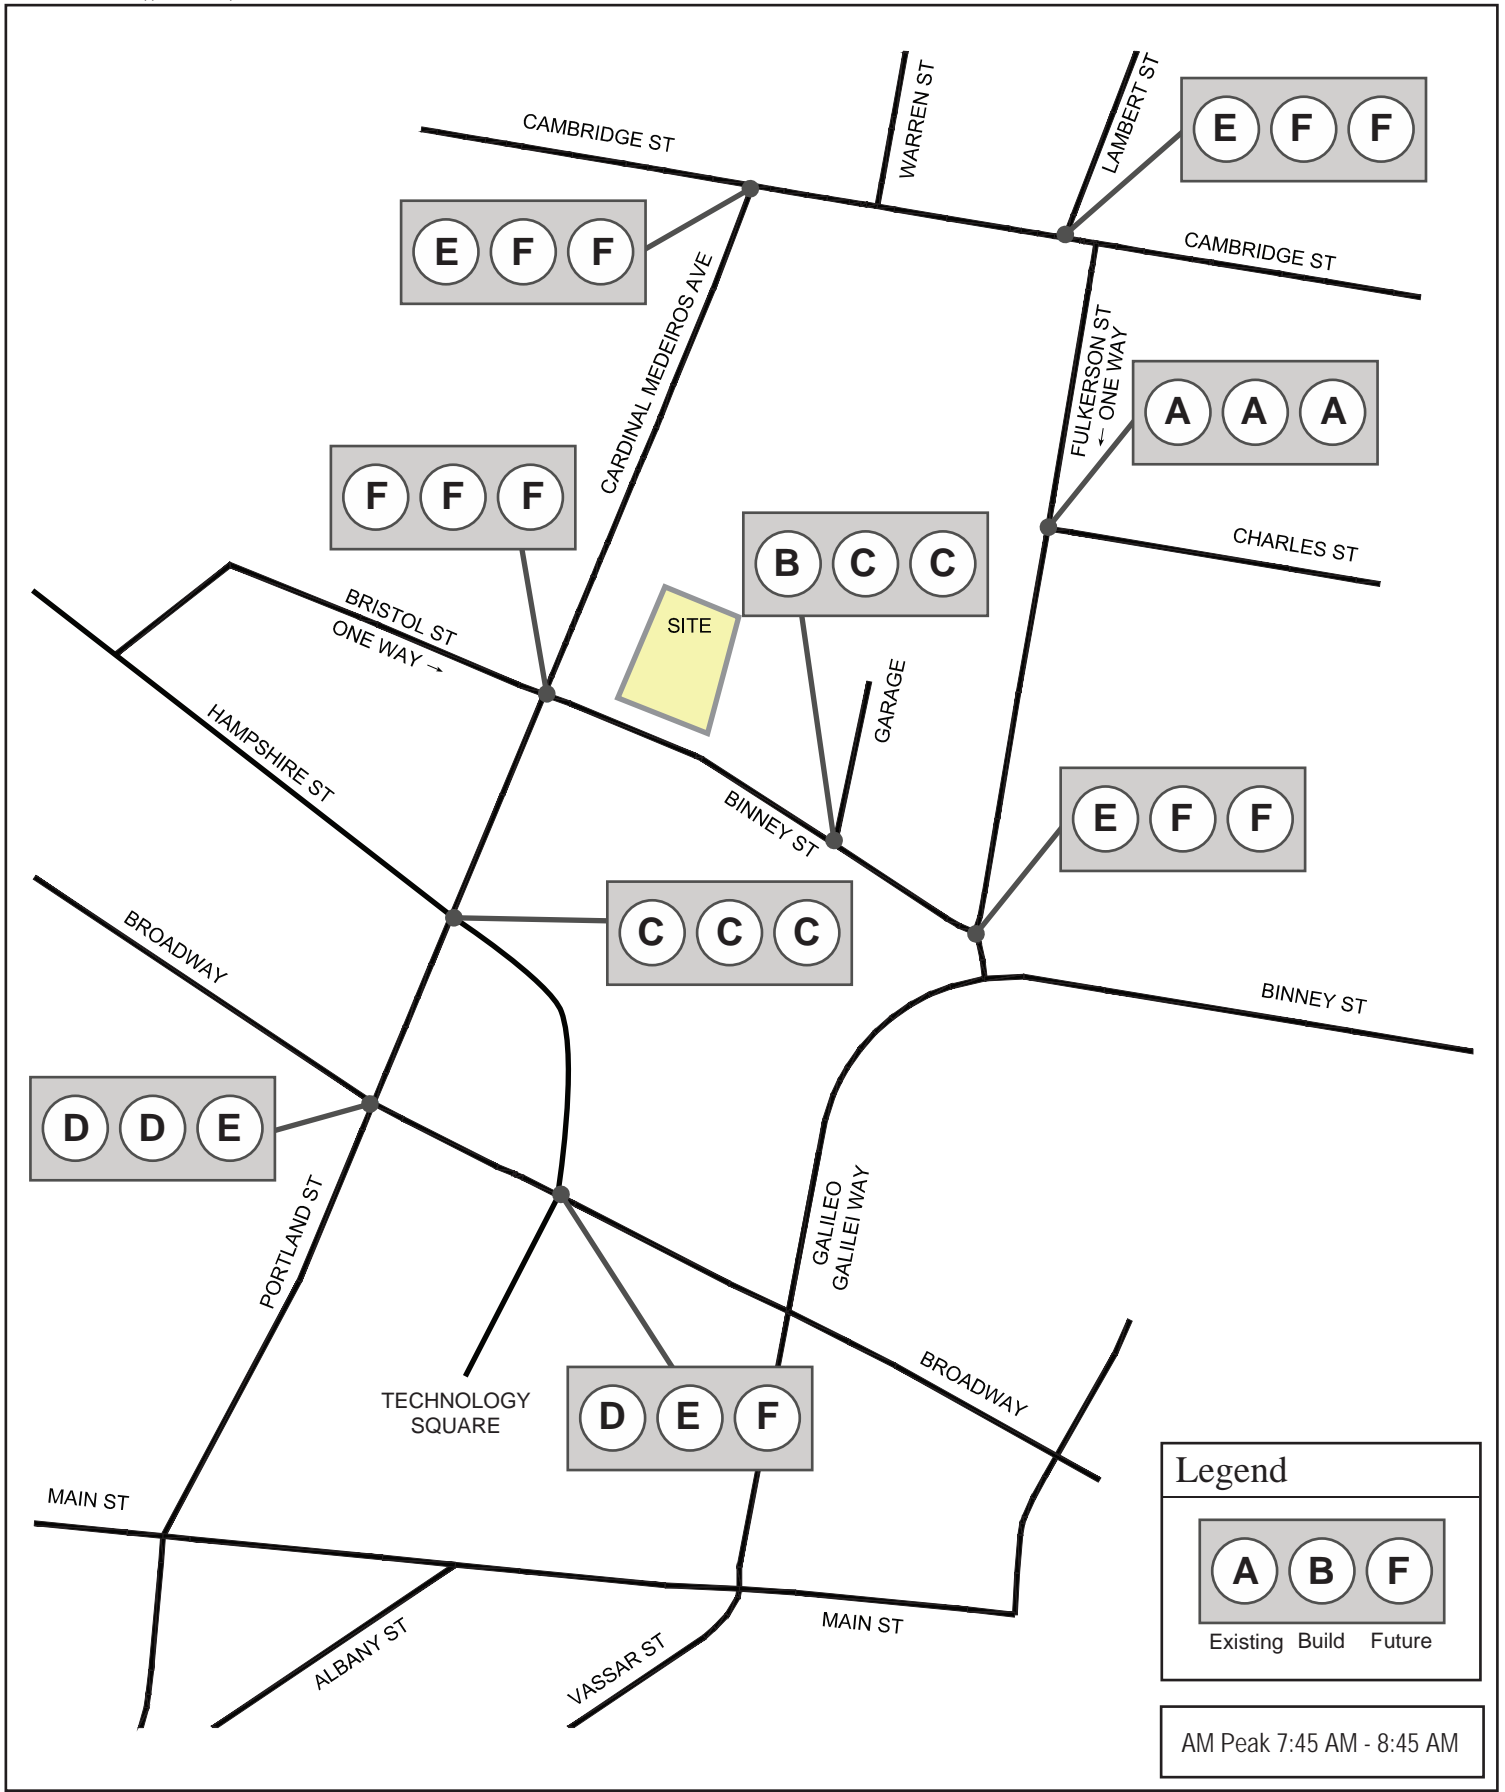 WARREN ST
LAMBERT ST
E F F
CAMBRIDGE ST
E F F
CAMBRIDGE ST
CARDINAL MEDEIROS AVE
FULKERSON ST
← ONE WAY
A A A
F F F
B C C
CHARLES ST
BRISTOL ST
ONE WAY →
SITE
GARAGE
HAMPSHIRE ST
BINNEY ST
E F F
C C C
BROADWAY
BINNEY ST
D D E
PORTLAND ST
GALILEO
GALILEI WAY
TECHNOLOGY
SQUARE
D E F
BROADWAY
MAIN ST
MAIN ST
ALBANY ST
VASSAR ST
Legend
A B F
Existing Build Future
AM Peak 7:45 AM - 8:45 AM